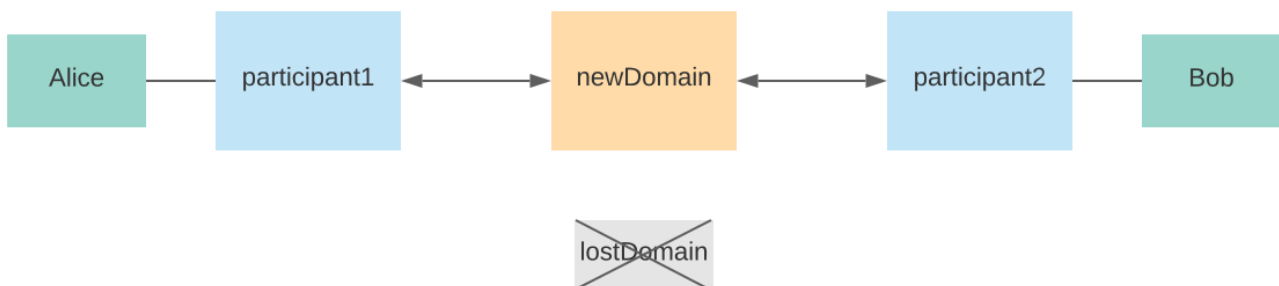 Alice
participant1
newDomain
participant2
Bob
lostDomain